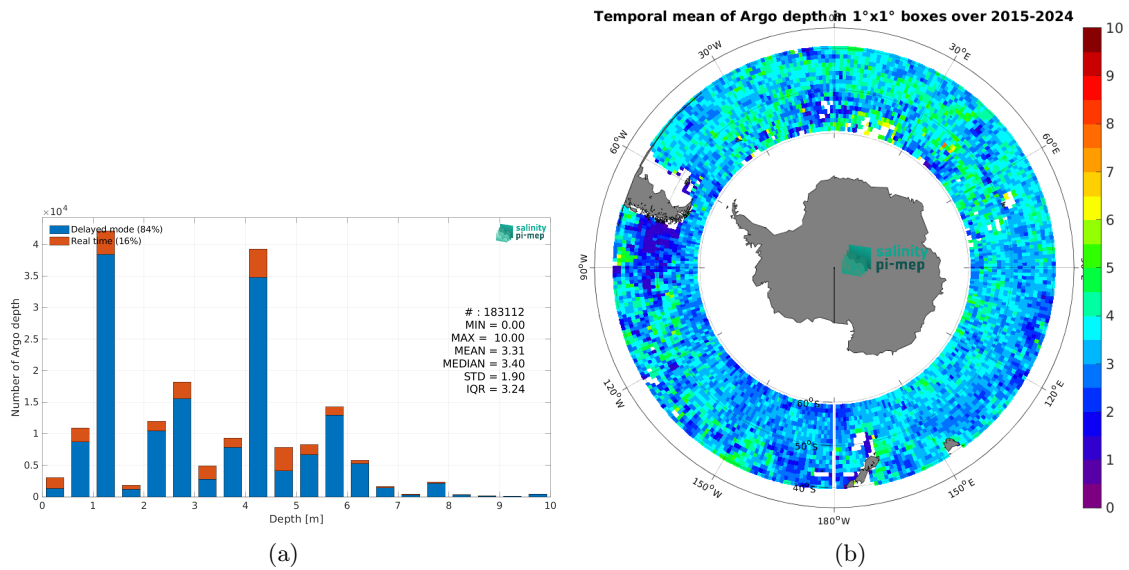 Temporal mean of Argo depth in 1°x1° boxes over 2015-2024
×10⁴
Delayed mode (84%)
Real time (16%)
salinity
pi-mep
# : 183112
MIN = 0.00
MAX = 10.00
MEAN = 3.31
MEDIAN = 3.40
STD = 1.90
IQR = 3.24
Number of Argo depth
4
3.5
3
2.5
2
1.5
1
0.5
0
0 1 2 3 4 5 6 7 8 9 10
Depth [m]
(a)
30°W
30°E
60°W
60°E
90°W
120°W
120°E
150°W
150°E
180°W
60°S
50°S
40°S
salinity
pi-mep
10
9
8
7
6
5
4
3
2
1
0
(b)